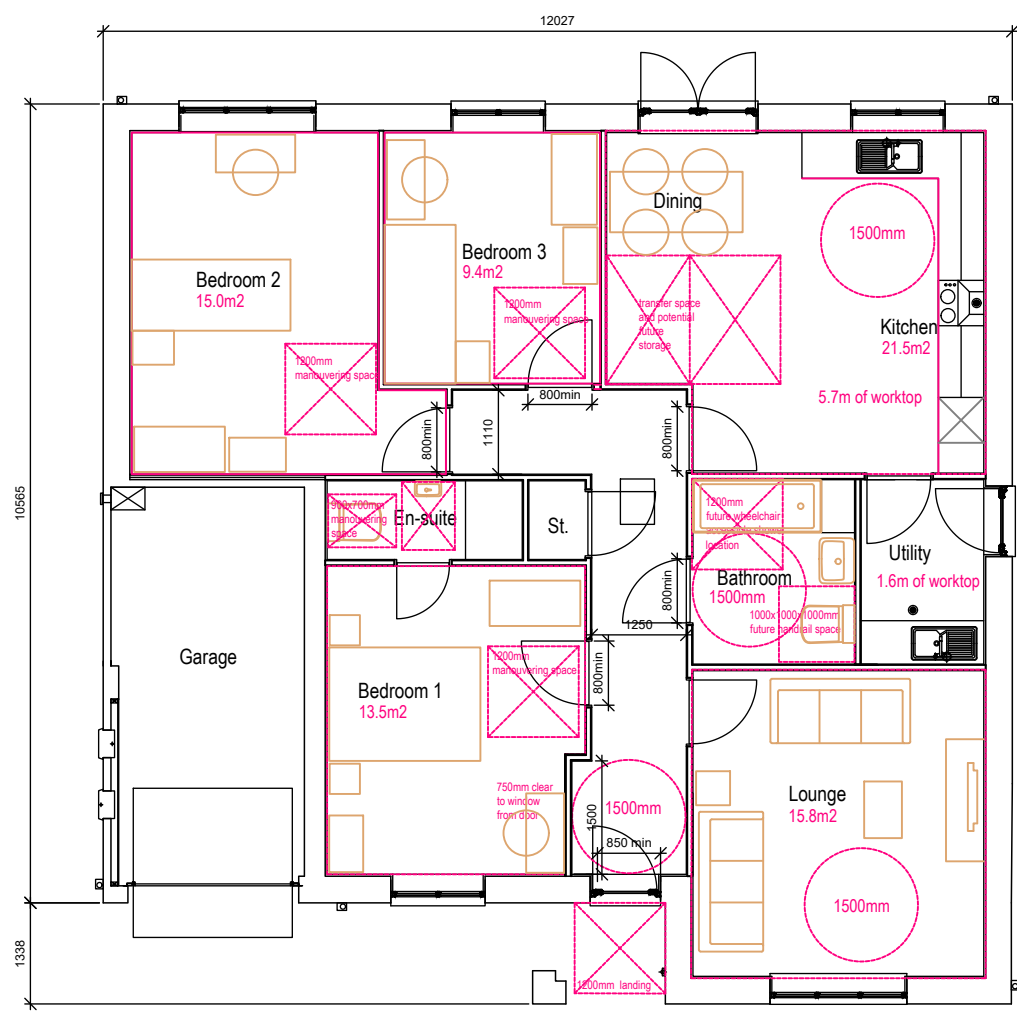 12027
Dining
1500mm
Bedroom 3
9.4m2
Bedroom 2
15.0m2
1200mm
manouvering space
transfer space
and potential
future
storage
Kitchen
21.5m2
1200mm
manouvering space
5.7m of worktop
800min
1110
800min
800min
10565
900x700mm
manouvering
space
En-suite
St.
1200mm
future wheelchair
location
Utility
1.6m of worktop
Bathroom
1500mm
800min
1000x1000x1000mm
future handrail space
1250
Garage
1200mm
manouvering space
800min
Bedroom 1
13.5m2
750mm clear
to window
from door
1500
1500mm
850 min
Lounge
15.8m2
1500mm
1338
1200mm landing